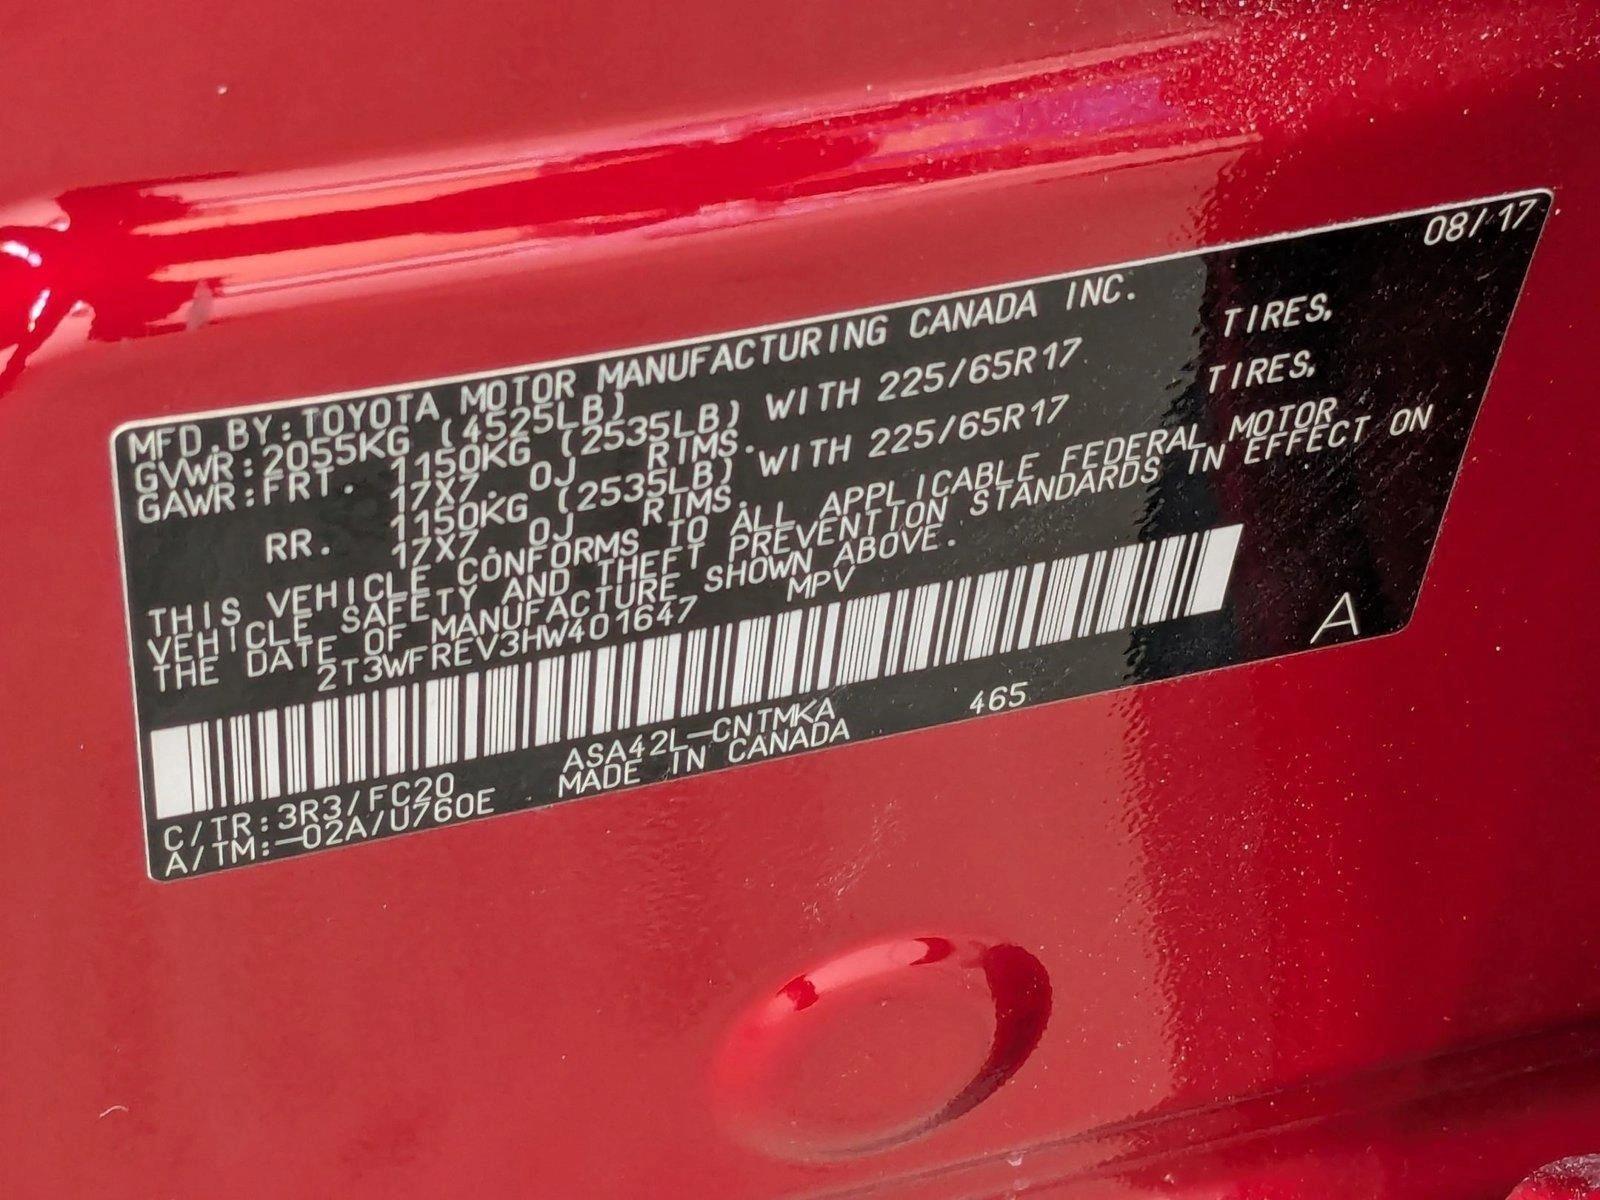 08/17
MFD.BY:TOYOTA MOTOR MANUFACTURING CANADA INC.
GVWR:2055KG (4525LB)
GAWR:FRT. 1150KG (2535LB) WITH 225/65R17 TIRES,
17X7.0J RIMS.
RR. 1150KG (2535LB) WITH 225/65R17 TIRES,
17X7.0J RIMS.
THIS VEHICLE CONFORMS TO ALL APPLICABLE FEDERAL MOTOR
VEHICLE SAFETY AND THEFT PREVENTION STANDARDS IN EFFECT ON
THE DATE OF MANUFACTURE SHOWN ABOVE.
2T3WFREV3HW401647 MPV
A
C/TR:3R3/FC20 ASA42L-CNTMKA 465
A/TM:-02A/U760E MADE IN CANADA